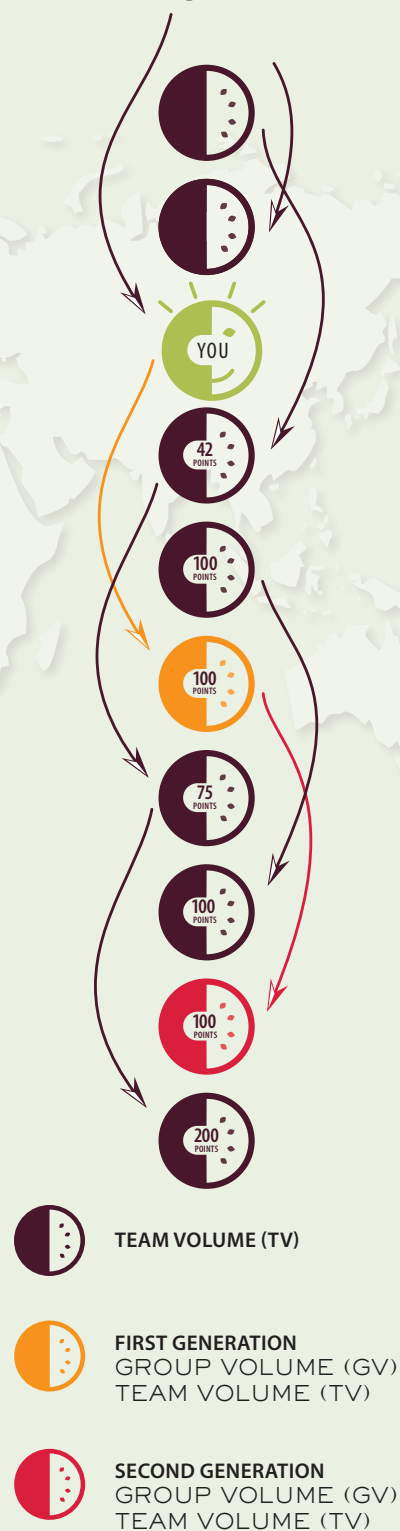 YOU
42
POINTS
100
POINTS
100
POINTS
75
POINTS
100
POINTS
100
POINTS
200
POINTS
TEAM VOLUME (TV)
FIRST GENERATION
GROUP VOLUME (GV)
TEAM VOLUME (TV)
SECOND GENERATION
GROUP VOLUME (GV)
TEAM VOLUME (TV)